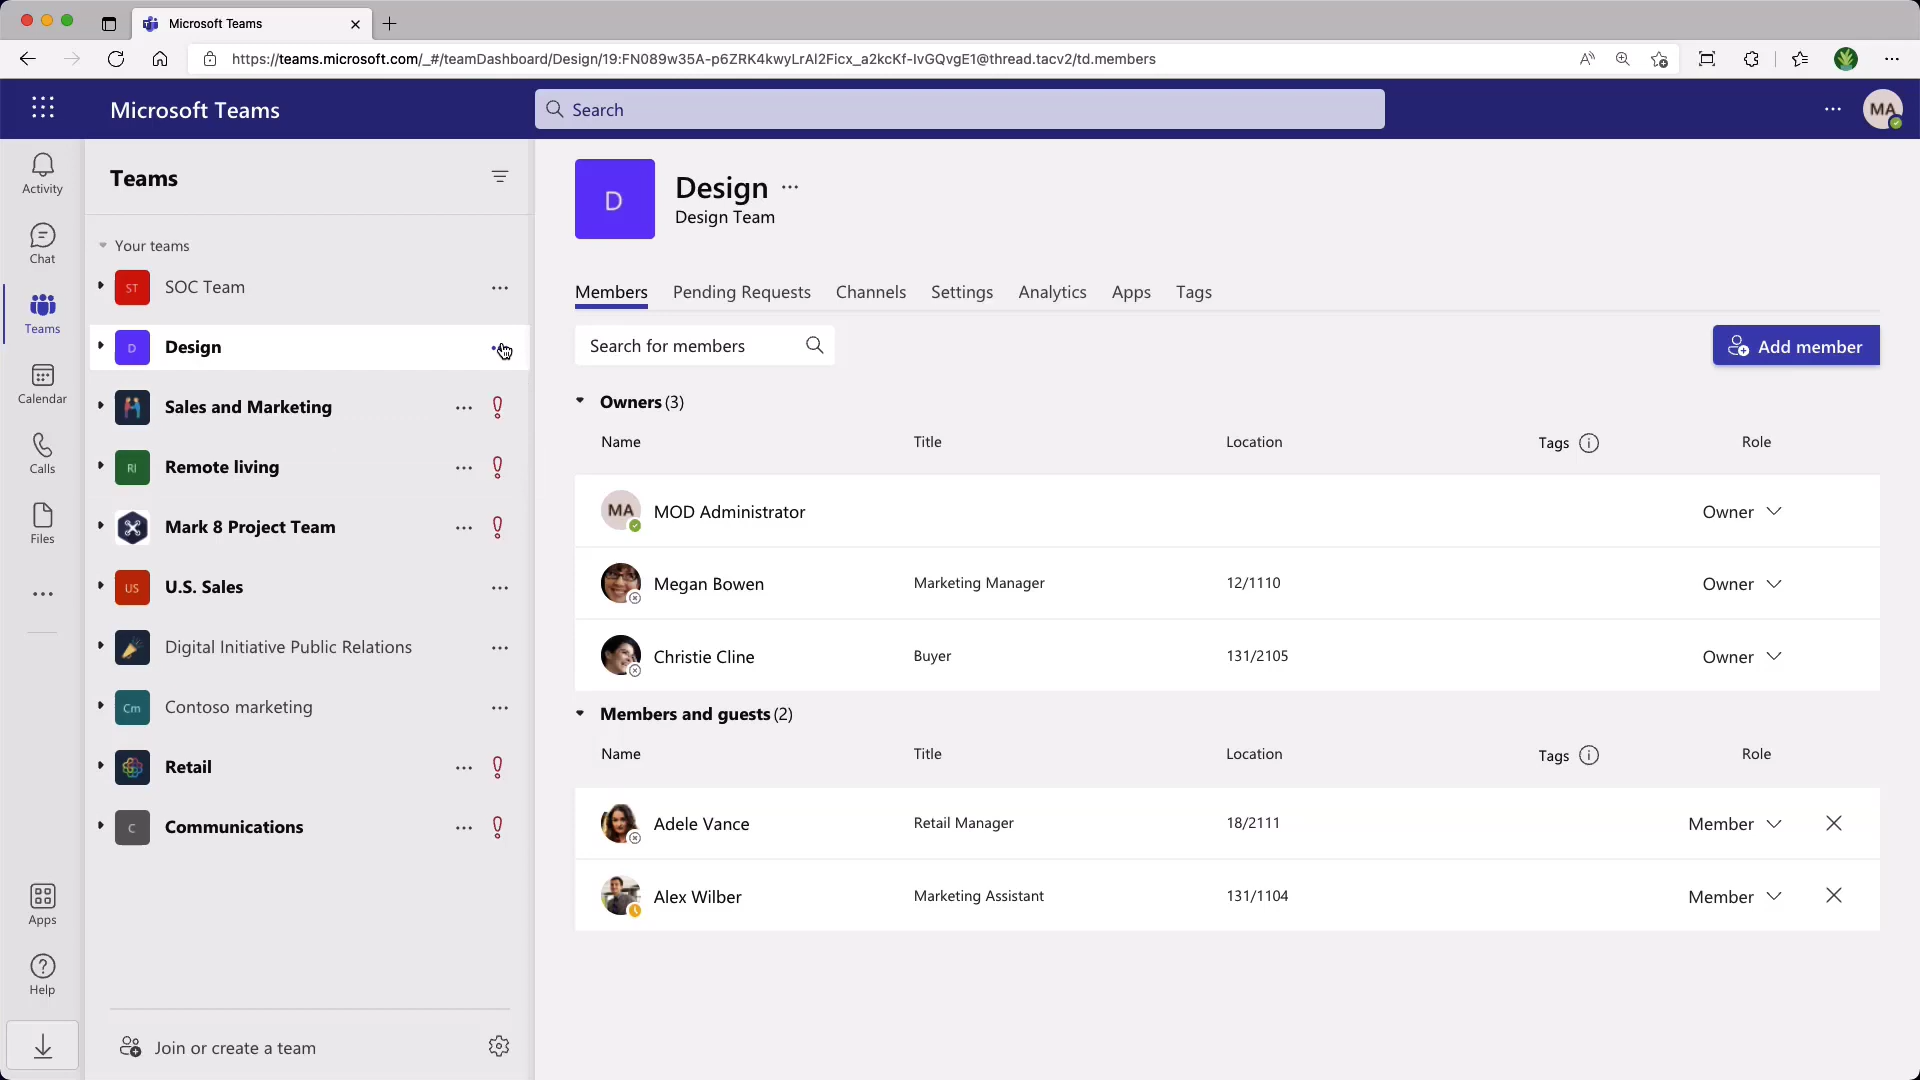 Microsoft Teams
https://teams.microsoft.com/_#/teamDashboard/Design/19:FN089w35A-p6ZRK4kwyLrAI2Ficx_a2kcKf-IvGQvgE1@thread.tacv2/td.members
Microsoft Teams
Search
MA
Activity
Chat
Teams
Calendar
Calls
Files
Apps
Help
Teams
Your teams
ST SOC Team
D Design
Sales and Marketing
RI Remote living
Mark 8 Project Team
US U.S. Sales
Digital Initiative Public Relations
Cm Contoso marketing
Retail
C Communications
Join or create a team
D
Design
Design Team
Members Pending Requests Channels Settings Analytics Apps Tags
Search for members
Add member
Owners (3)
Name Title Location Tags Role
MA MOD Administrator Owner
Megan Bowen Marketing Manager 12/1110 Owner
Christie Cline Buyer 131/2105 Owner
Members and guests (2)
Name Title Location Tags Role
Adele Vance Retail Manager 18/2111 Member
Alex Wilber Marketing Assistant 131/1104 Member